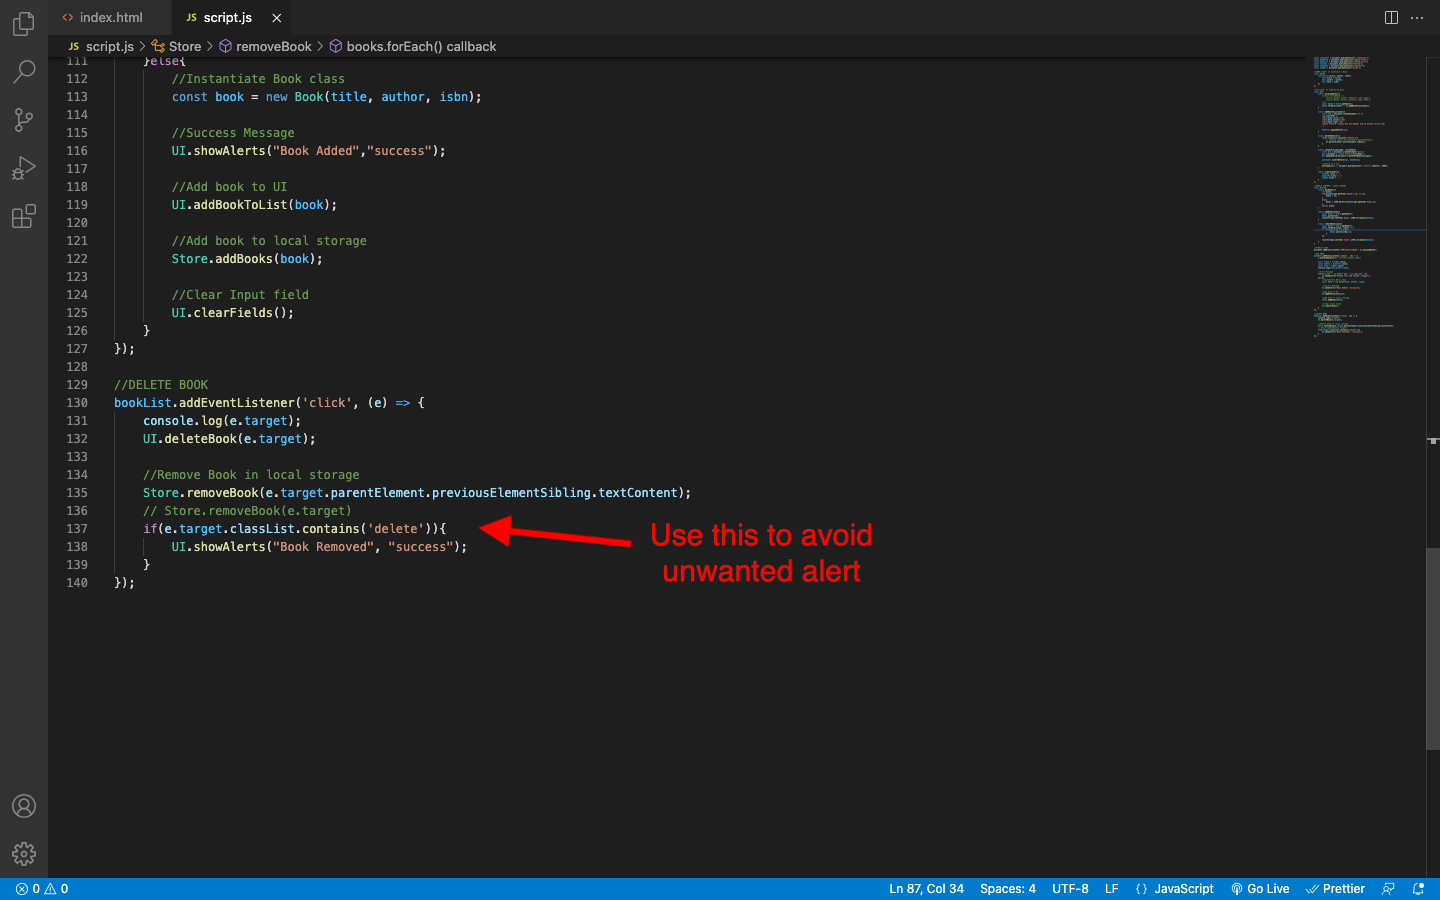 index.html
JS script.js
JS script.js > Store > removeBook > books.forEach() callback
111 }else{
112 //Instantiate Book class
113 const book = new Book(title, author, isbn);
114
115 //Success Message
116 UI.showAlerts("Book Added","success");
117
118 //Add book to UI
119 UI.addBookToList(book);
120
121 //Add book to local storage
122 Store.addBooks(book);
123
124 //Clear Input field
125 UI.clearFields();
126 }
127 });
128
129 //DELETE BOOK
130 bookList.addEventListener('click', (e) => {
131 console.log(e.target);
132 UI.deleteBook(e.target);
133
134 //Remove Book in local storage
135 Store.removeBook(e.target.parentElement.previousElementSibling.textContent);
136 // Store.removeBook(e.target)
137 if(e.target.classList.contains('delete')){
138 UI.showAlerts("Book Removed", "success");
139 }
140 });
Use this to avoid
unwanted alert
0 0 Ln 87, Col 34 Spaces: 4 UTF-8 LF {} JavaScript Go Live Prettier